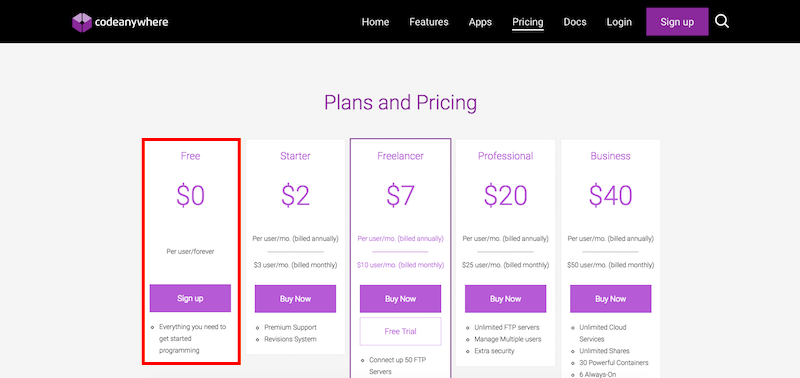 codeanywhere
Home Features Apps Pricing Docs Login Sign up
Plans and Pricing
Free
$0
Per user/forever
Sign up
Everything you need to
get started
programming
Starter
$2
Per user/mo. (billed annually)
$3 user/mo. (billed monthly)
Buy Now
Premium Support
Revisions System
Freelancer
$7
Per user/mo. (billed annually)
$10 user/mo. (billed monthly)
Buy Now
Free Trial
Connect up 50 FTP
Servers
Professional
$20
Per user/mo. (billed annually)
$25 user/mo. (billed monthly)
Buy Now
Unlimited FTP servers
Manage Multiple users
Extra security
Business
$40
Per user/mo. (billed annually)
$50 user/mo. (billed monthly)
Buy Now
Unlimited Cloud
Services
Unlimited Shares
30 Powerful Containers
6 Always-On